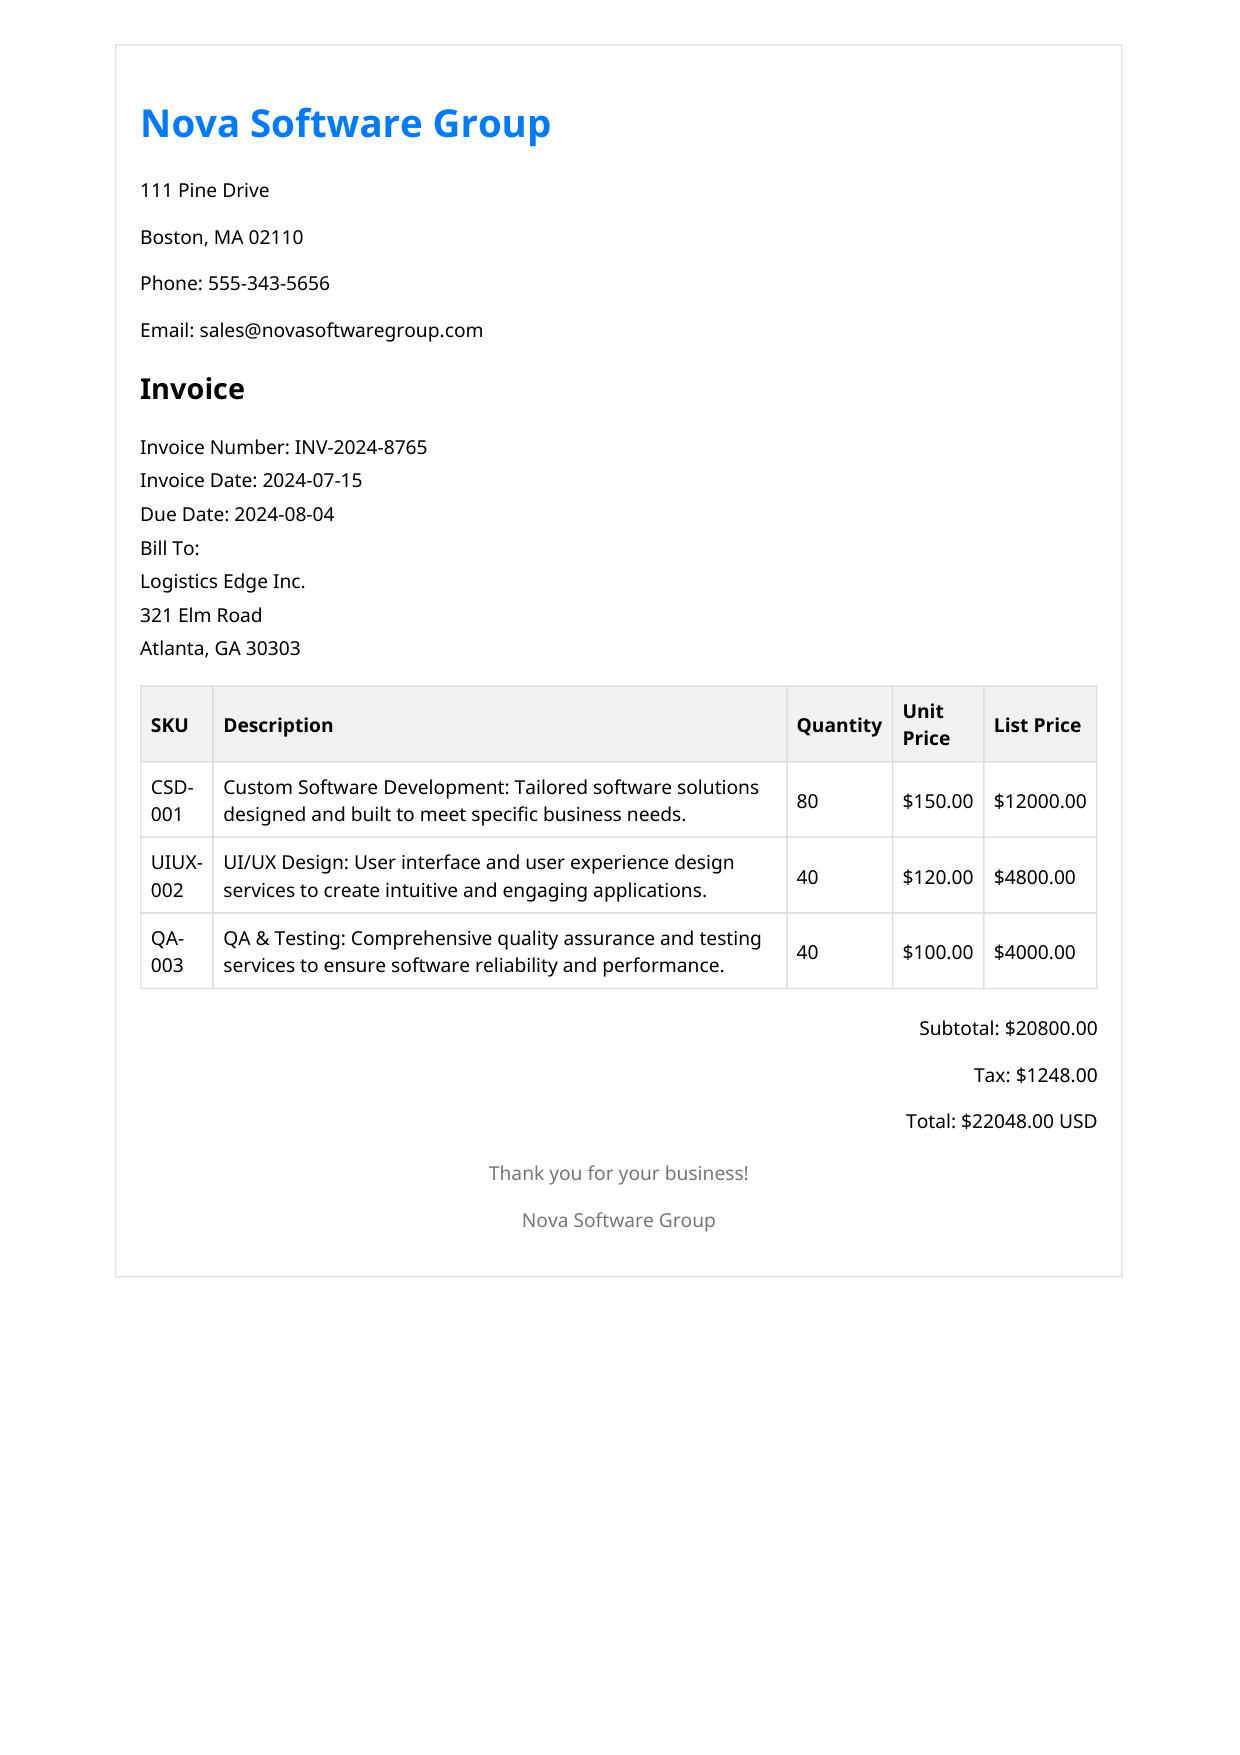 Nova Software Group
111 Pine Drive
Boston, MA 02110
Phone: 555-343-5656
Email: sales@novasoftwaregroup.com
Invoice
Invoice Number: INV-2024-8765
Invoice Date: 2024-07-15
Due Date: 2024-08-04
Bill To:
Logistics Edge Inc.
321 Elm Road
Atlanta, GA 30303
SKU Description Quantity Unit Price List Price
CSD-001 Custom Software Development: Tailored software solutions
designed and built to meet specific business needs. 80 $150.00 $12000.00
UIUX-002 UI/UX Design: User interface and user experience design
services to create intuitive and engaging applications. 40 $120.00 $4800.00
QA-003 QA & Testing: Comprehensive quality assurance and testing
services to ensure software reliability and performance. 40 $100.00 $4000.00
Subtotal: $20800.00
Tax: $1248.00
Total: $22048.00 USD
Thank you for your business!
Nova Software Group